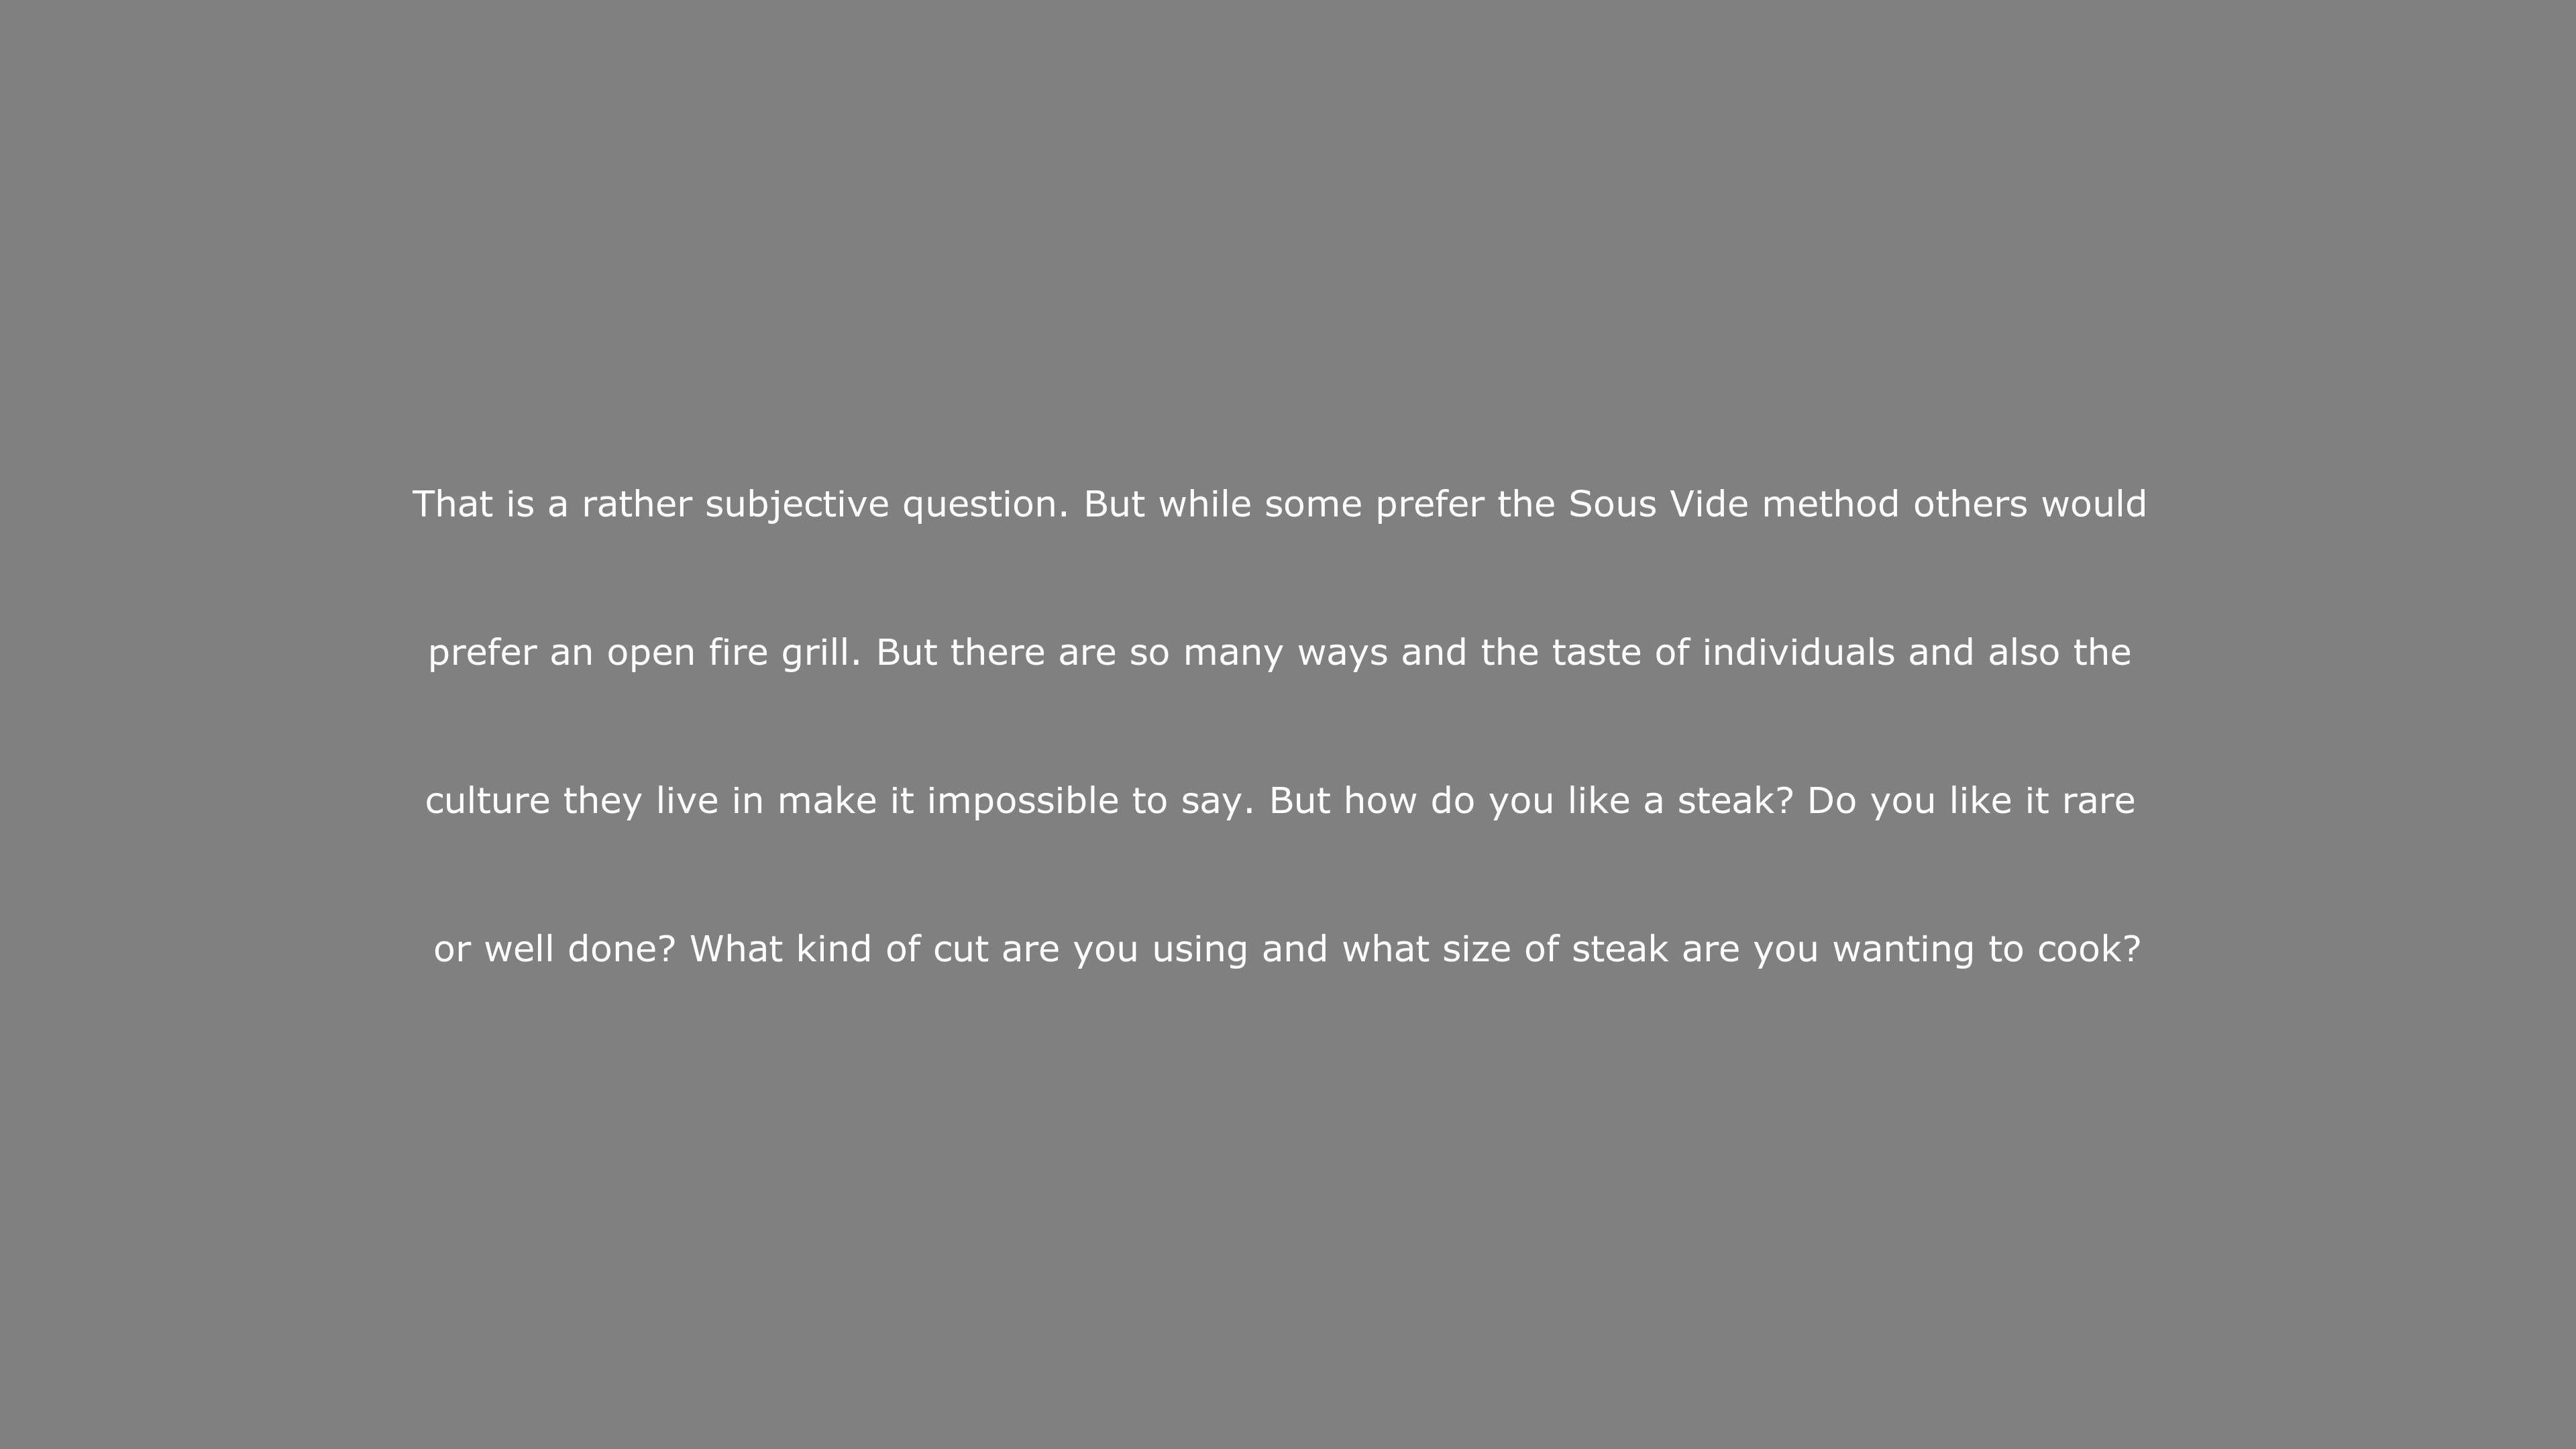 That is a rather subjective question. But while some prefer the Sous Vide method others would
prefer an open fire grill. But there are so many ways and the taste of individuals and also the
culture they live in make it impossible to say. But how do you like a steak? Do you like it rare
or well done? What kind of cut are you using and what size of steak are you wanting to cook?